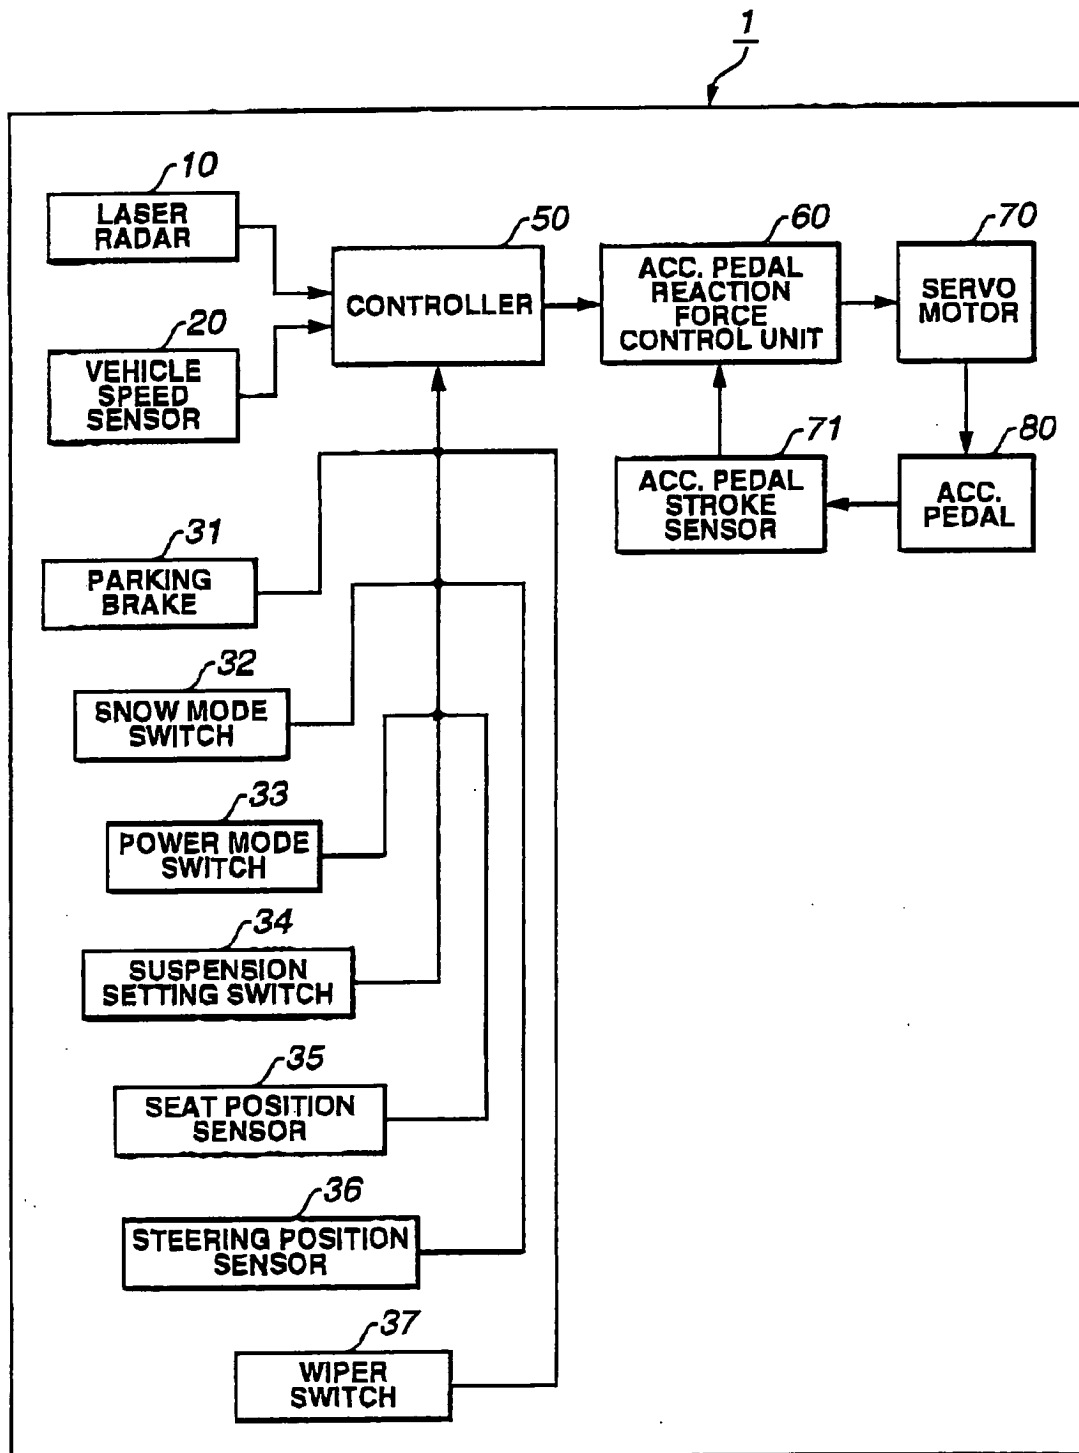 1
10
LASER
RADAR
20
VEHICLE
SPEED
SENSOR
50
CONTROLLER
60
ACC. PEDAL
REACTION
FORCE
CONTROL UNIT
70
SERVO
MOTOR
71
ACC. PEDAL
STROKE
SENSOR
80
ACC.
PEDAL
31
PARKING
BRAKE
32
SNOW MODE
SWITCH
33
POWER MODE
SWITCH
34
SUSPENSION
SETTING SWITCH
35
SEAT POSITION
SENSOR
36
STEERING POSITION
SENSOR
37
WIPER
SWITCH